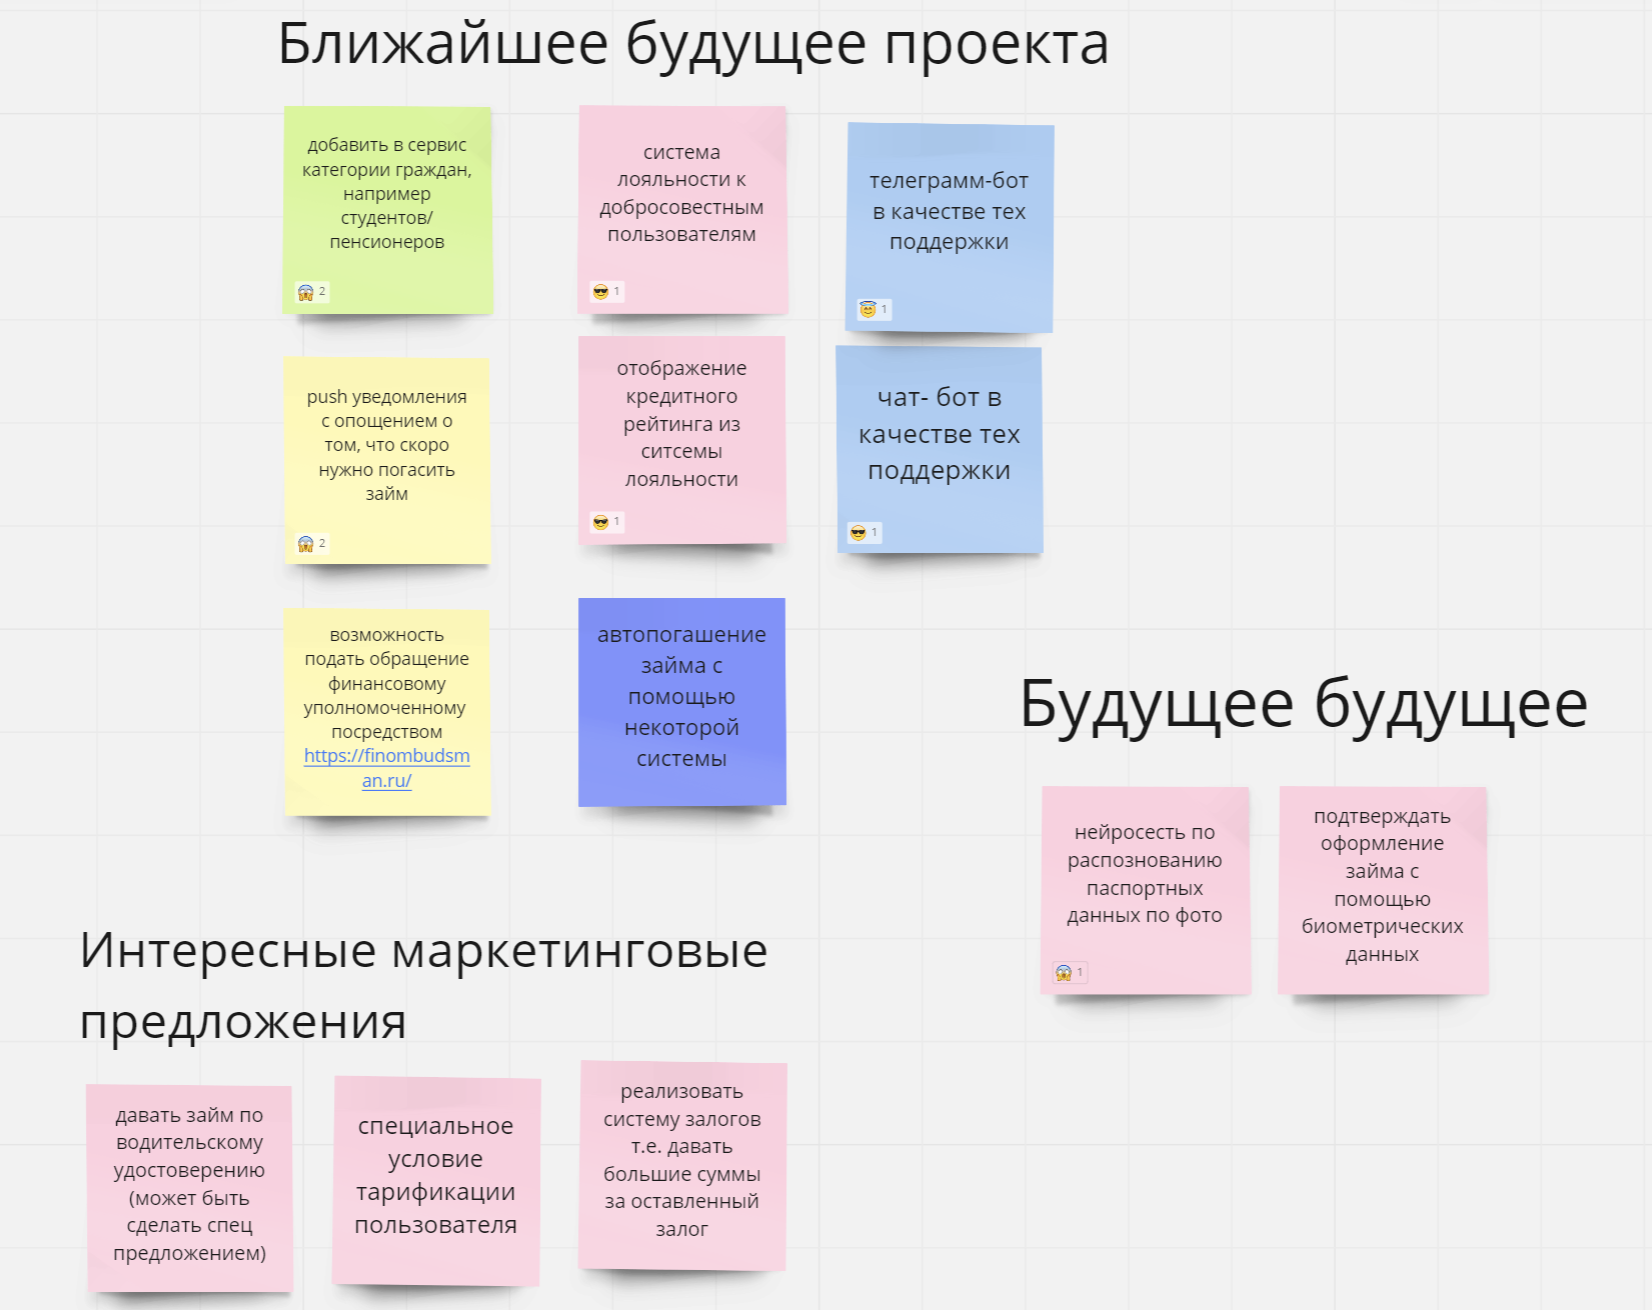 Ближайшее будущее проекта
добавить в сервис
категории граждан,
например
студентов/
пенсионеров
2
система
лояльности к
добросовестным
пользователям
1
телеграмм-бот
в качестве тех
поддержки
1
push уведомления
с опощением о
том, что скоро
нужно погасить
займ
2
отображение
кредитного
рейтинга из
ситсемы
лояльности
1
чат- бот в
качестве тех
поддержки
1
возможность
подать обращение
финансовому
уполномоченному
посредством
https://finombudsm
an.ru/
автопогашение
займа с
помощью
некоторой
системы
Будущее будущее
нейросесть по
распознованию
паспортных
данных по фото
1
подтверждать
оформление
займа с
помощью
биометрических
данных
Интересные маркетинговые
предложения
давать займ по
водительскому
удостоверению
(может быть
сделать спец
предложением)
специальное
условие
тарификации
пользователя
реализовать
систему залогов
т.е. давать
большие суммы
за оставленный
залог